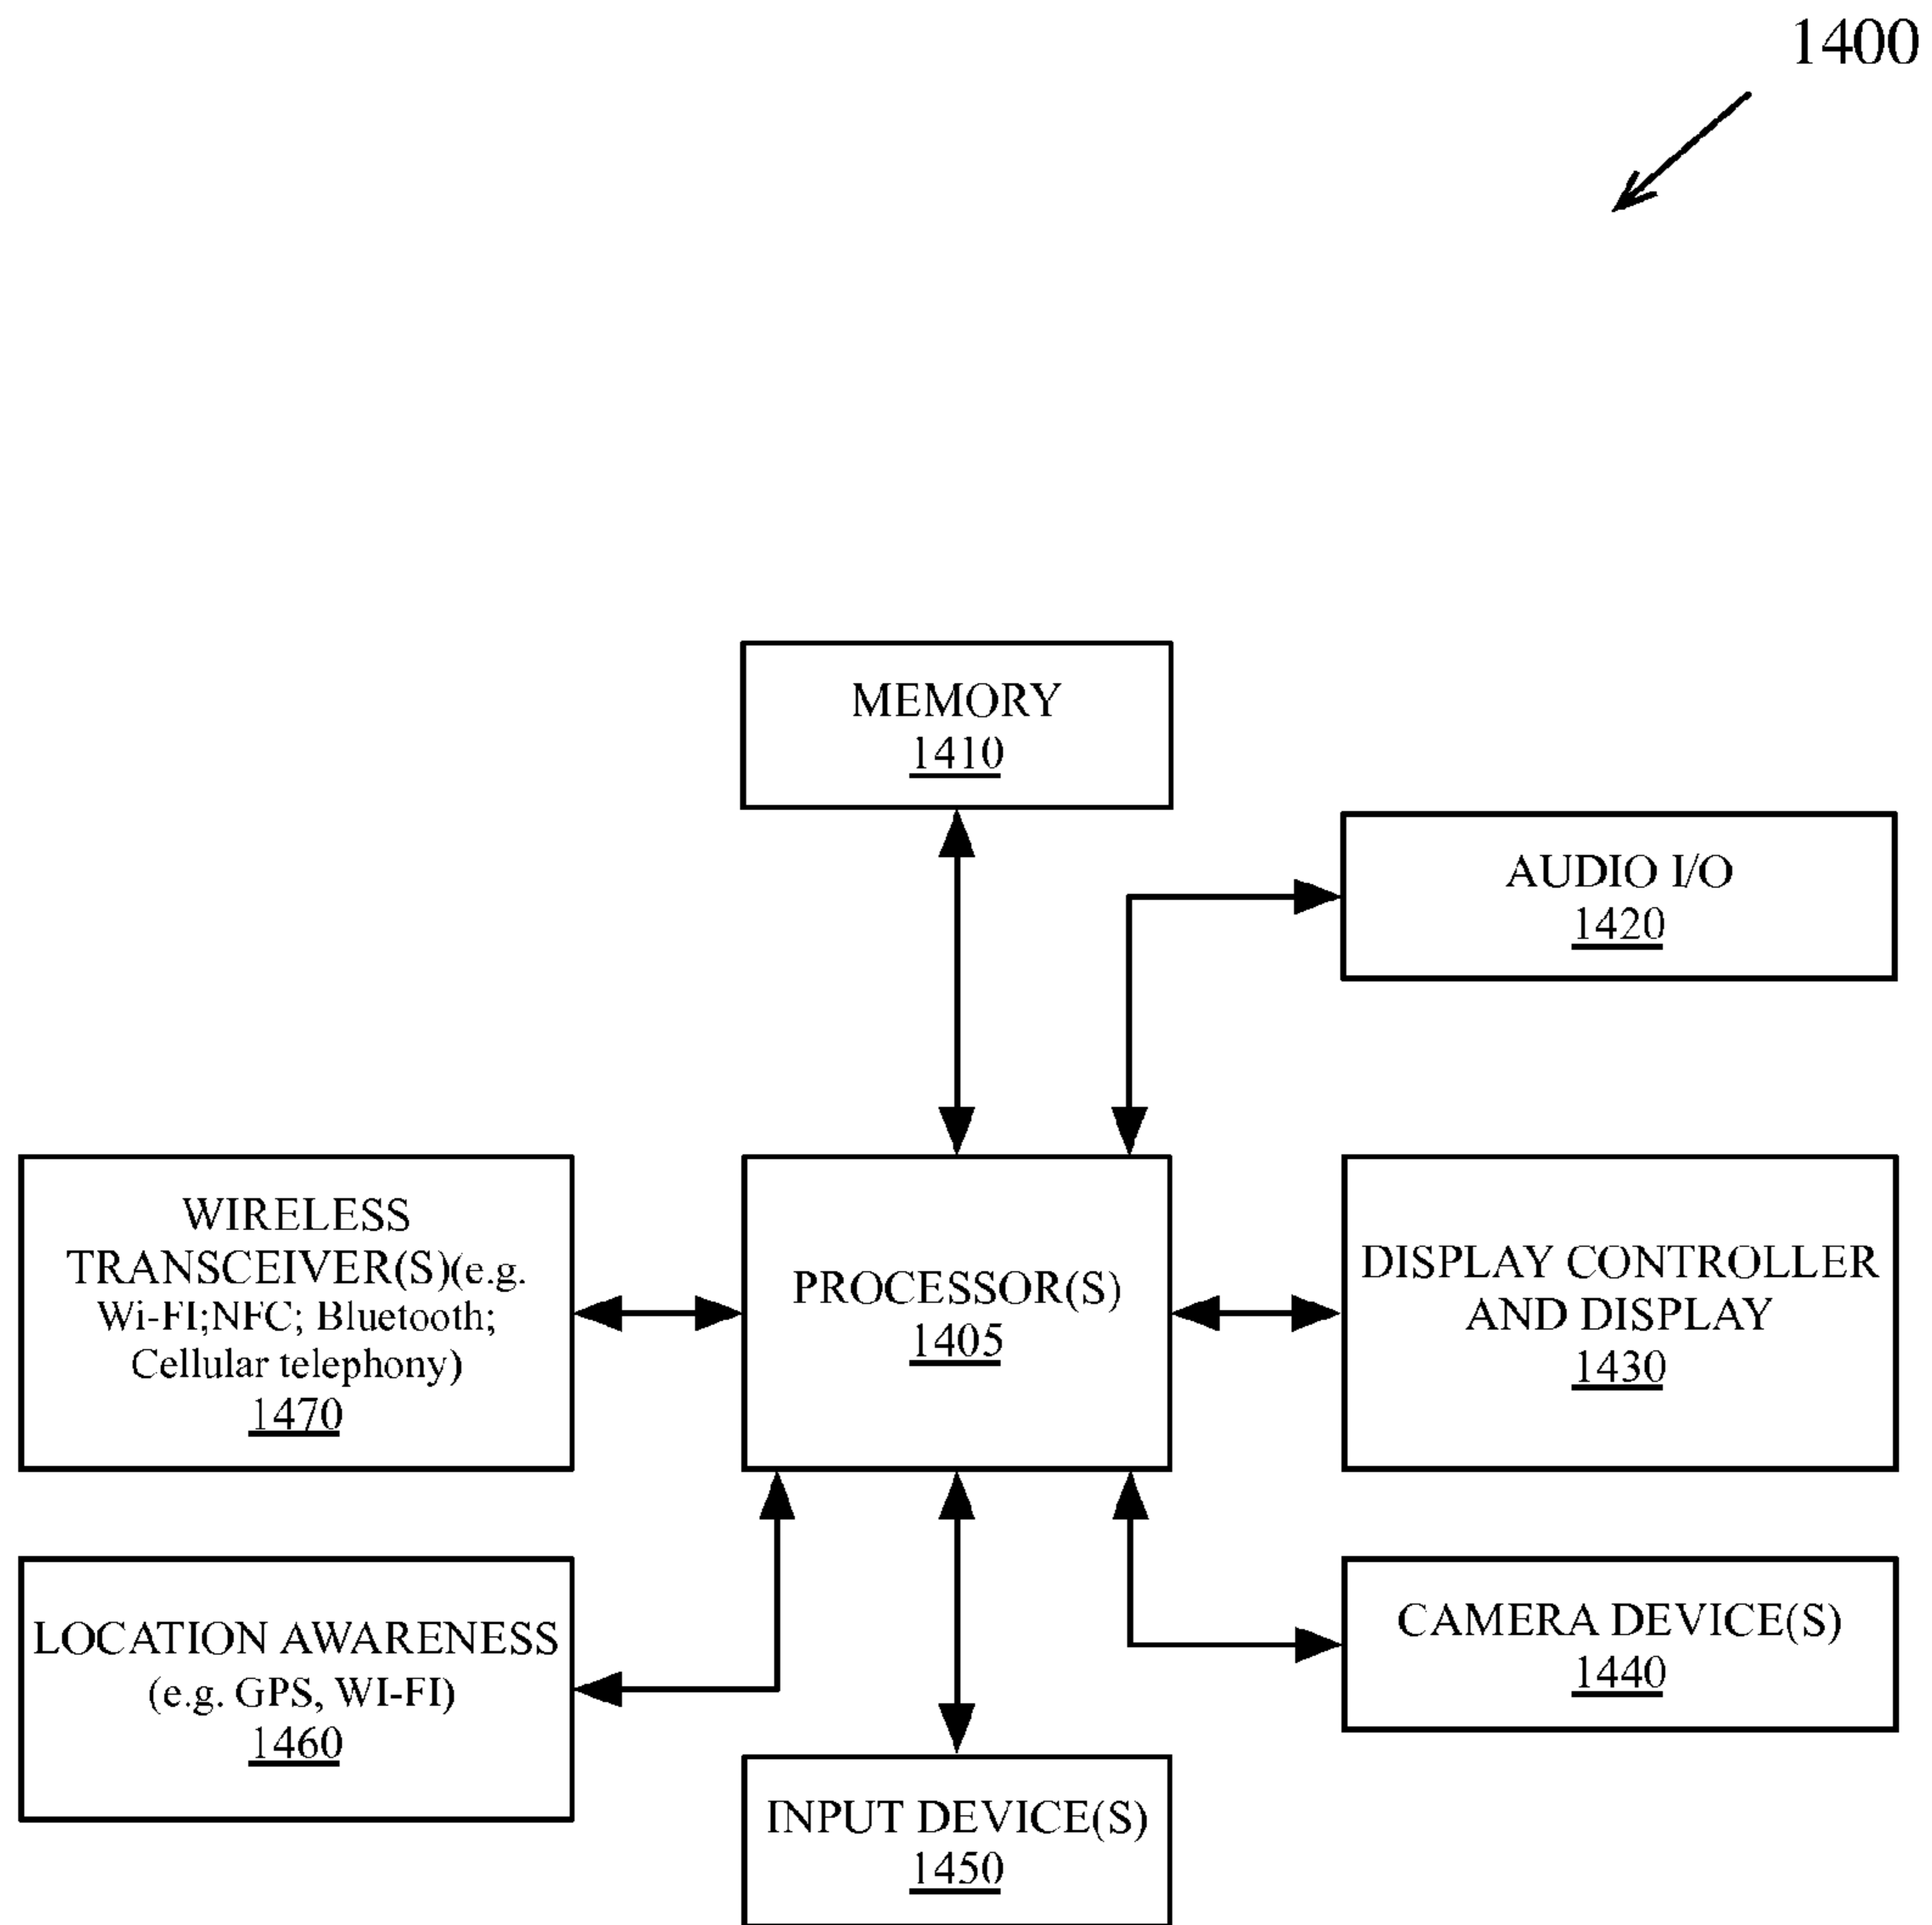 1400
MEMORY
1410
AUDIO I/O
1420
WIRELESS
TRANSCEIVER(S)(e.g.
Wi-FI;NFC; Bluetooth;
Cellular telephony)
1470
PROCESSOR(S)
1405
DISPLAY CONTROLLER
AND DISPLAY
1430
LOCATION AWARENESS
(e.g. GPS, WI-FI)
1460
CAMERA DEVICE(S)
1440
INPUT DEVICE(S)
1450